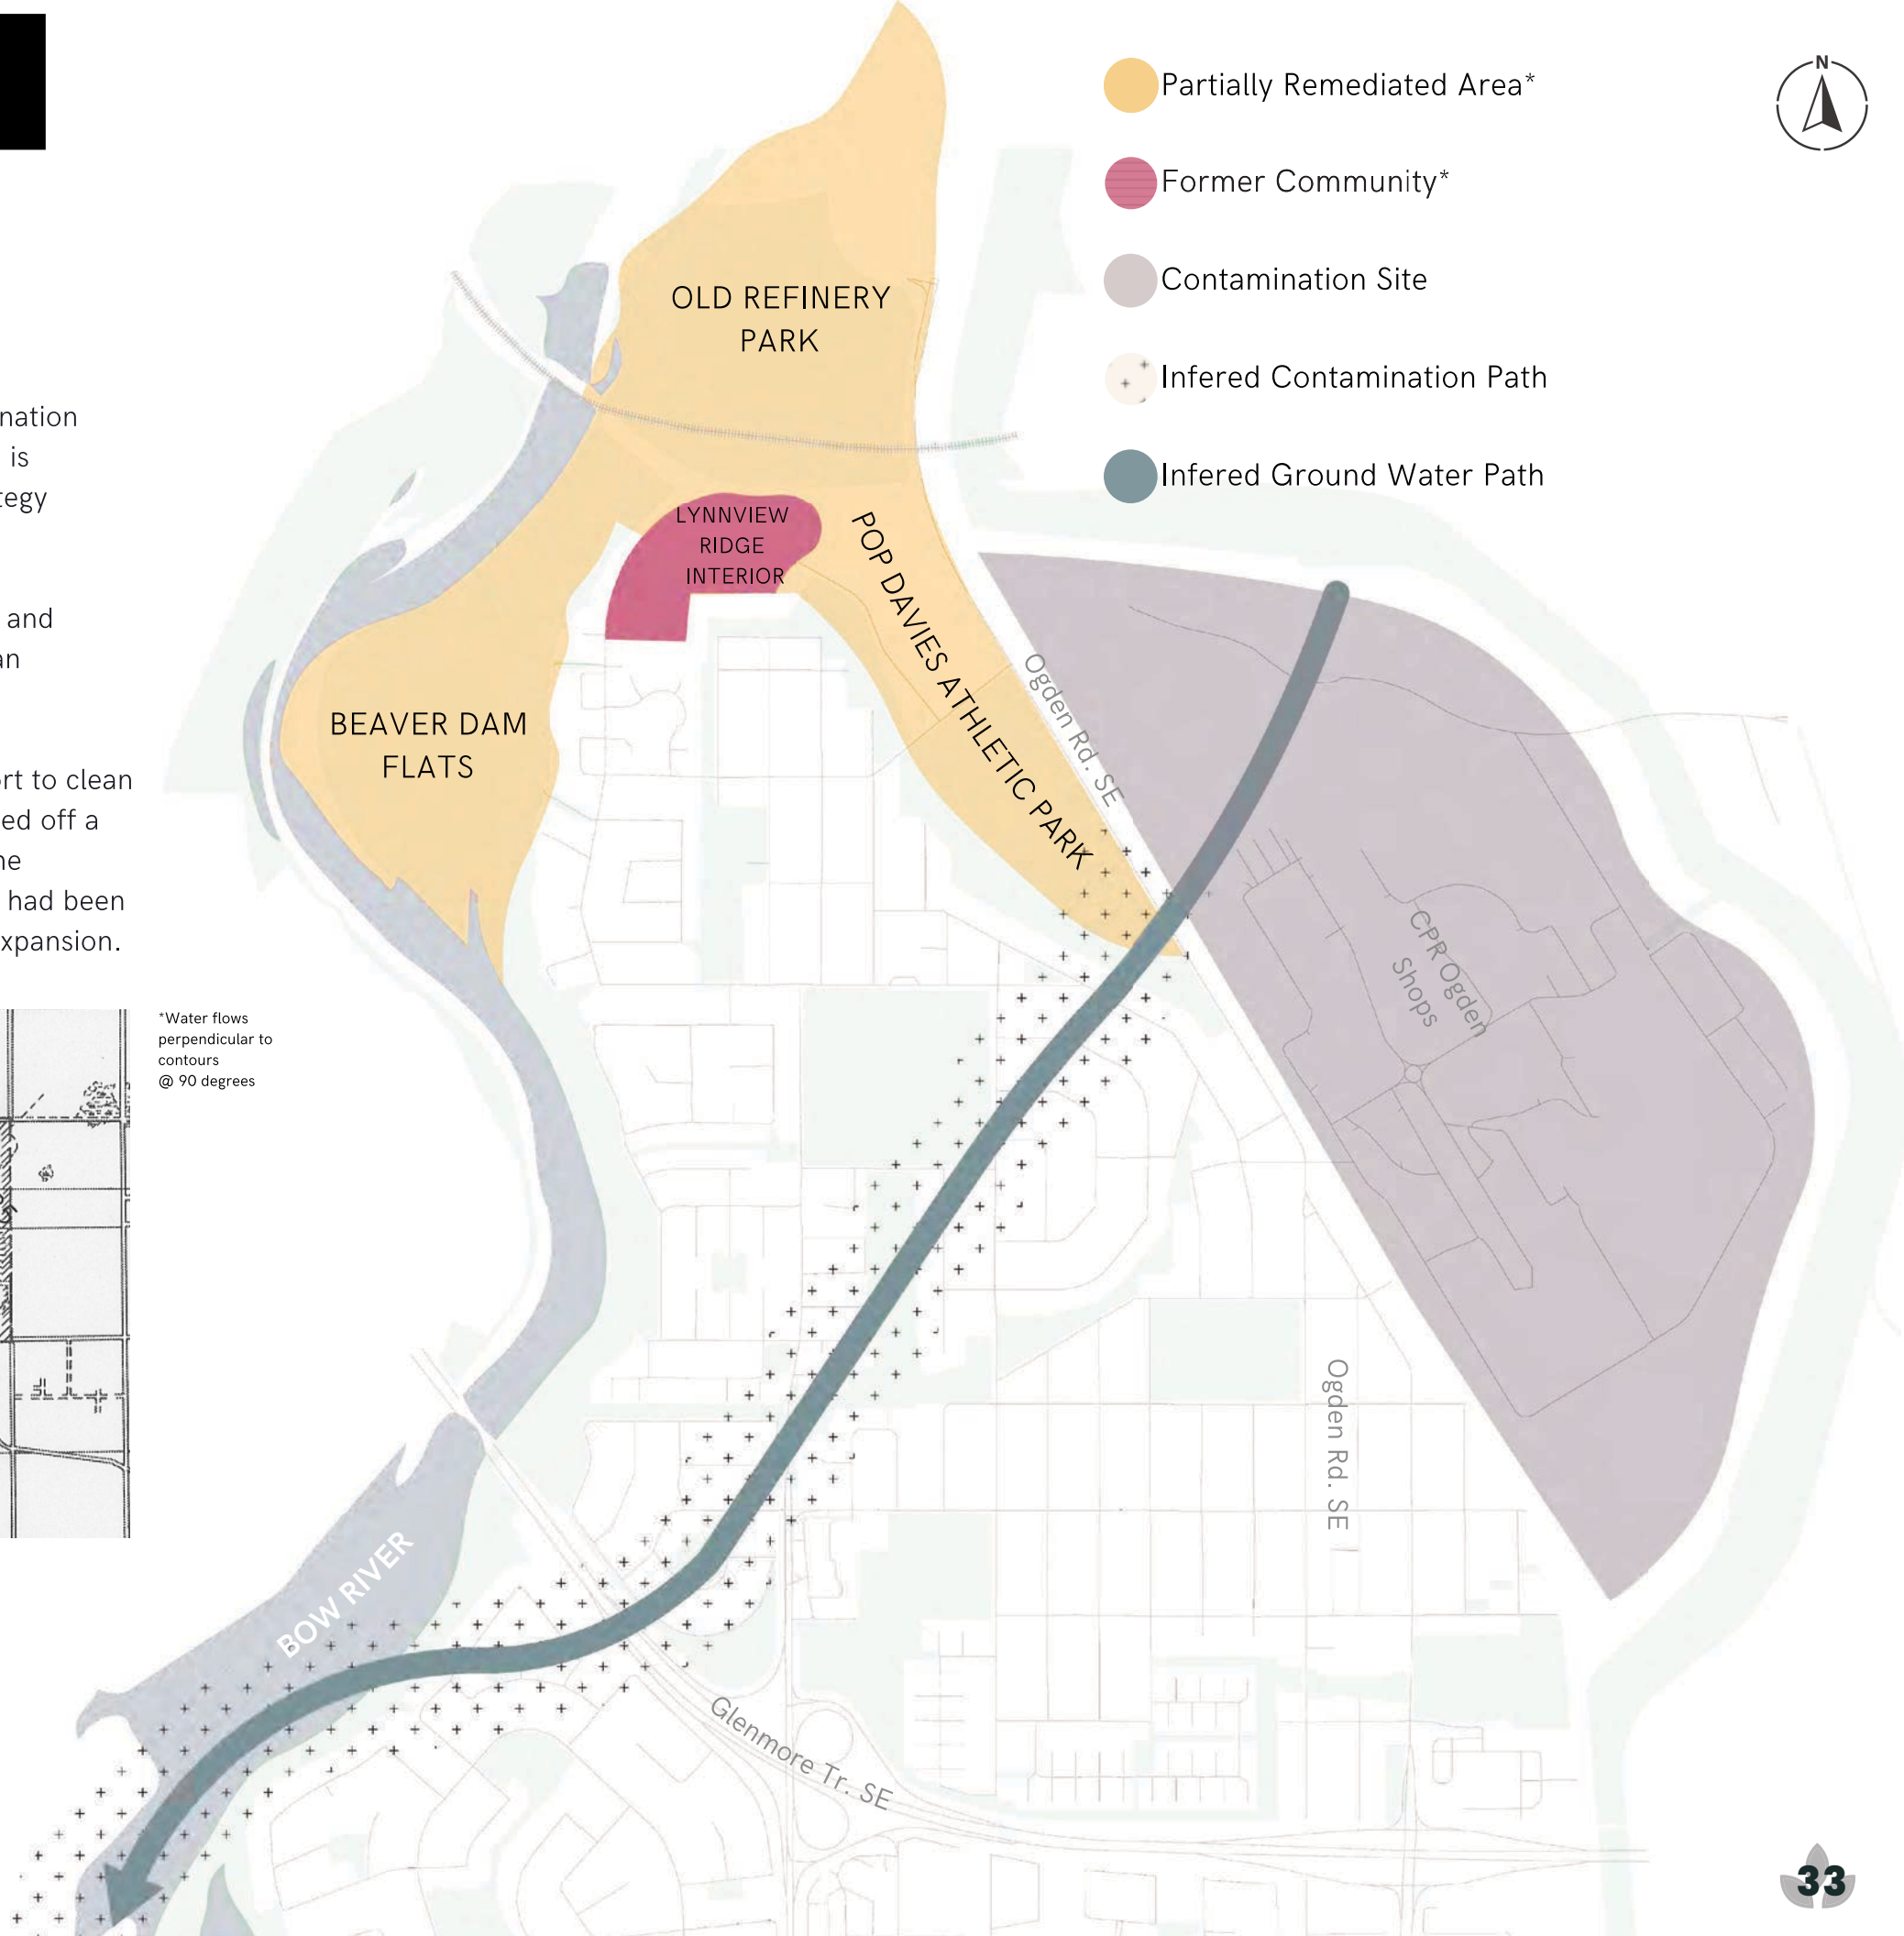 nation
is
tegy
and
an
rt to clean
ed off a
ne
had been
xpansion.
*Water flows
perpendicular to
contours
@ 90 degrees
Partially Remediated Area*
Former Community*
Contamination Site
Infered Contamination Path
Infered Ground Water Path
N
OLD REFINERY
PARK
LYNNVIEW
RIDGE
INTERIOR
POP DAVIES ATHLETIC PARK
BEAVER DAM
FLATS
Ogden Rd. SE
CPR Ogden
Shops
Ogden Rd. SE
BOW RIVER
Glenmore Tr. SE
33